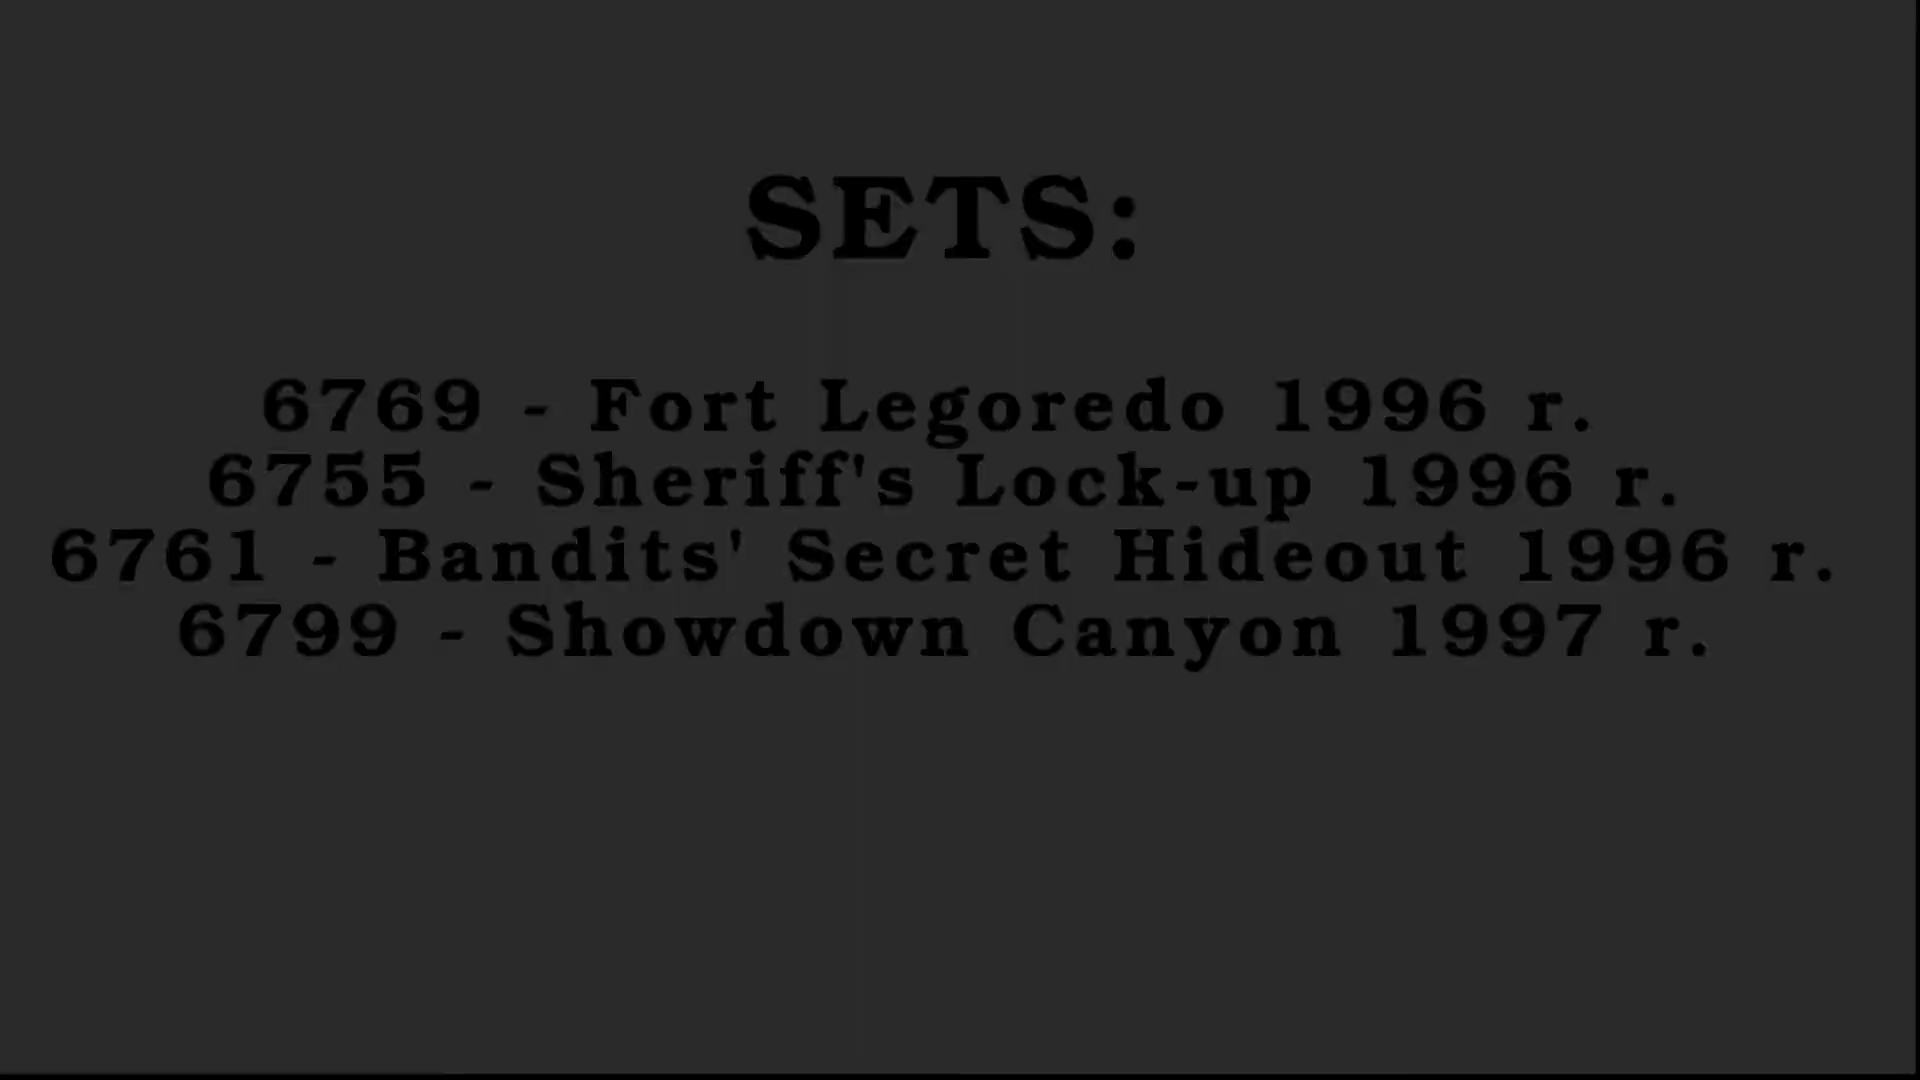 SETS:
6769 - Fort Legoredo 1996 r.
6755 - Sheriff's Lock-up 1996 r.
6761 - Bandits' Secret Hideout 1996 r.
6799 - Showdown Canyon 1997 r.